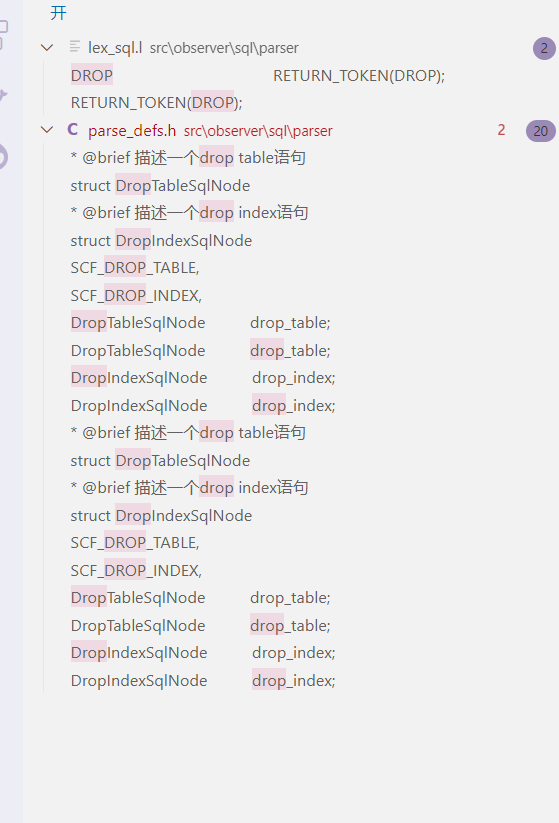 开
lex_sql.l src\observer\sql\parser 2
DROP RETURN_TOKEN(DROP);
RETURN_TOKEN(DROP);
C parse_defs.h src\observer\sql\parser 2 20
* @brief 描述一个drop table语句
struct DropTableSqlNode
* @brief 描述一个drop index语句
struct DropIndexSqlNode
SCF_DROP_TABLE,
SCF_DROP_INDEX,
DropTableSqlNode drop_table;
DropTableSqlNode drop_table;
DropIndexSqlNode drop_index;
DropIndexSqlNode drop_index;
* @brief 描述一个drop table语句
struct DropTableSqlNode
* @brief 描述一个drop index语句
struct DropIndexSqlNode
SCF_DROP_TABLE,
SCF_DROP_INDEX,
DropTableSqlNode drop_table;
DropTableSqlNode drop_table;
DropIndexSqlNode drop_index;
DropIndexSqlNode drop_index;